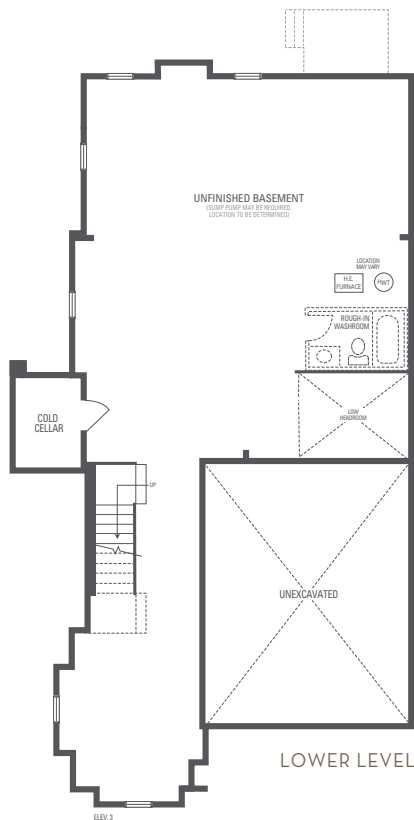 UNFINISHED BASEMENT
(SUMP PUMP MAY BE REQUIRED.
LOCATION TO BE DETERMINED)
LOCATION
MAY VARY
H.E.
FURNACE
HWT
ROUGH-IN
WASHROOM
LOW
HEADROOM
COLD
CELLAR
UP
UNEXCAVATED
LOWER LEVEL
ELEV. 3